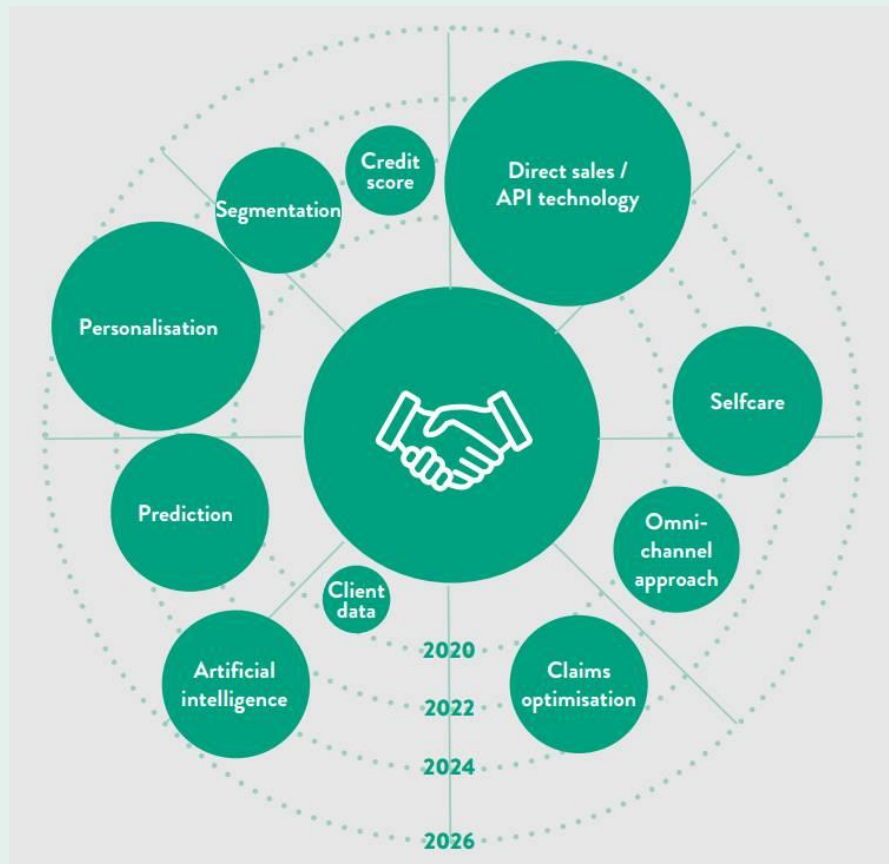 Credit
score
Direct sales /
API technology
Segmentation
Personalisation
Selfcare
Prediction
Omni-
channel
approach
Client
data
2020
Artificial
intelligence
Claims
optimisation
2022
2024
2026